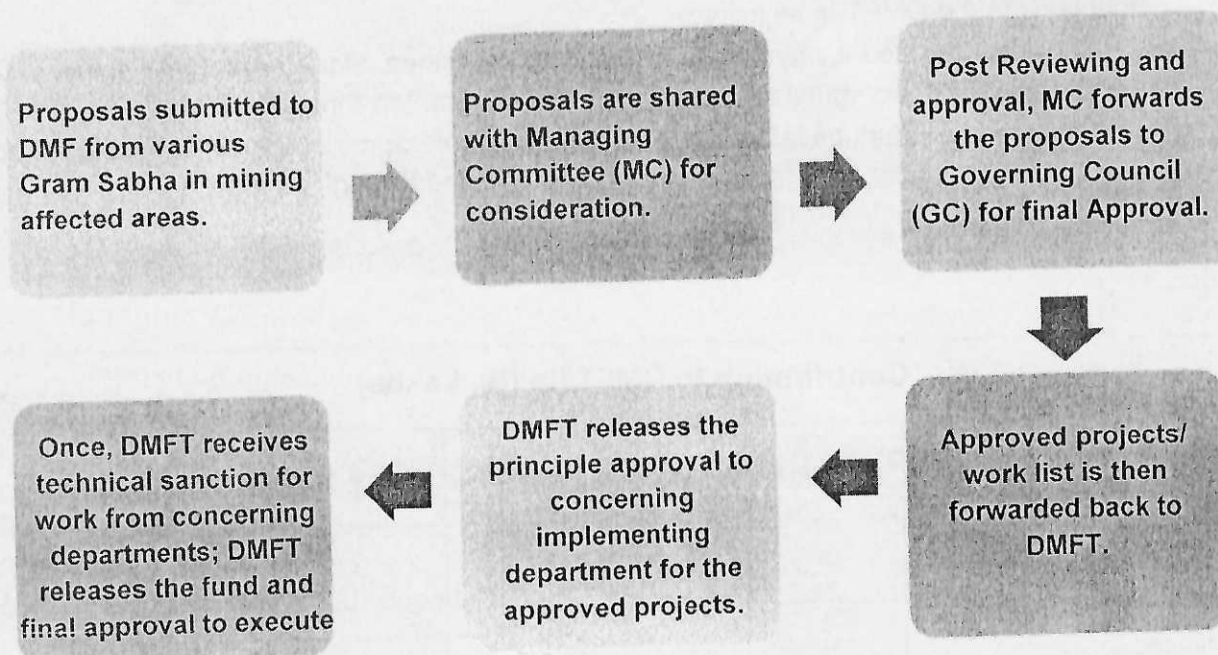 Proposals submitted to
DMF from various
Gram Sabha in mining
affected areas.
Proposals are shared
with Managing
Committee (MC) for
consideration.
Post Reviewing and
approval, MC forwards
the proposals to
Governing Council
(GC) for final Approval.
Approved projects/
work list is then
forwarded back to
DMFT.
DMFT releases the
principle approval to
concerning
implementing
department for the
approved projects.
Once, DMFT receives
technical sanction for
work from concerning
departments; DMFT
releases the fund and
final approval to execute